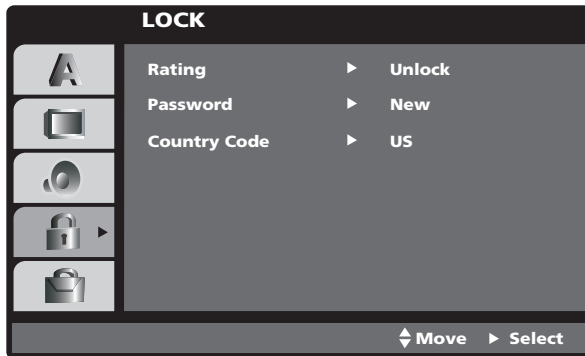 LOCK
A
Rating ► Unlock
Password ► New
Country Code ► US
Move ► Select